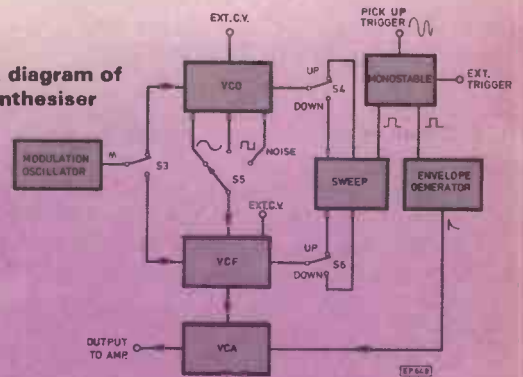 diagram of
nthesiser
EXT. C.V.
PICK UP
TRIGGER
MONOSTABLE
EXT.
TRIGGER
VCO
UP
S4
DOWN
MODULATION
OSCILLATOR
S3
NOISE
S5
SWEEP
ENVELOPE
GENERATOR
EXT. C.V.
VCF
UP
S6
DOWN
OUTPUT
TO AMP.
VCA
EP648